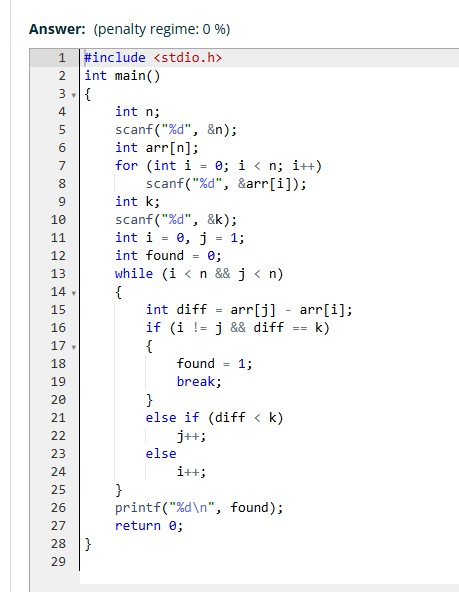 Answer: (penalty regime: 0 %)
1 #include <stdio.h>
2 int main()
3 {
4     int n;
5     scanf("%d", &n);
6     int arr[n];
7     for (int i = 0; i < n; i++)
8         scanf("%d", &arr[i]);
9     int k;
10     scanf("%d", &k);
11     int i = 0, j = 1;
12     int found = 0;
13     while (i < n && j < n)
14     {
15         int diff = arr[j] - arr[i];
16         if (i != j && diff == k)
17         {
18             found = 1;
19             break;
20         }
21         else if (diff < k)
22             j++;
23         else
24             i++;
25     }
26     printf("%d\n", found);
27     return 0;
28 }
29